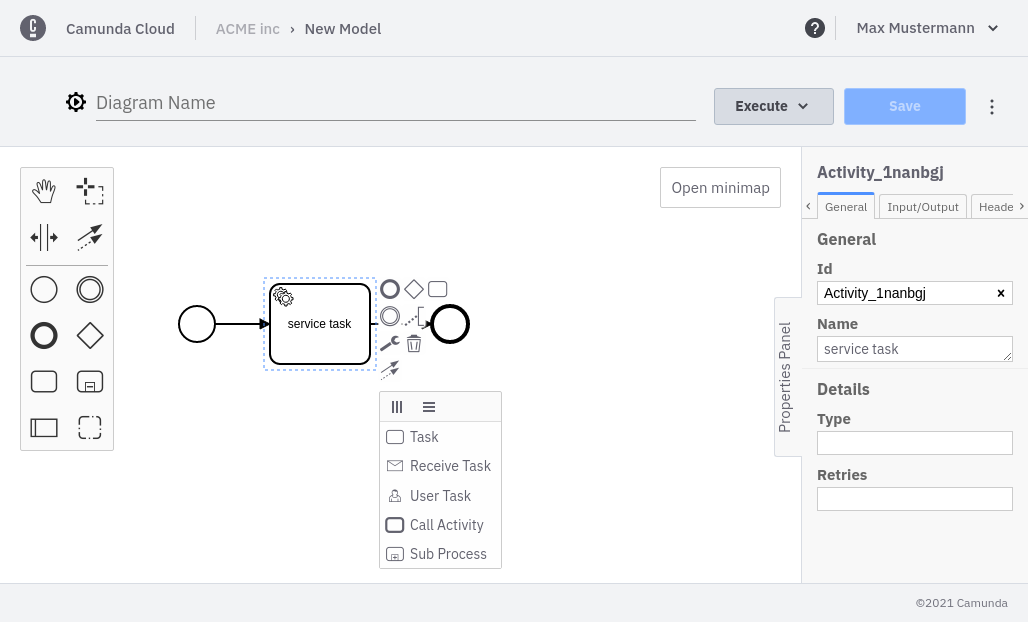 Camunda Cloud
ACME inc › New Model
Max Mustermann
Diagram Name
Execute
Save
Open minimap
service task
Task
Receive Task
User Task
Call Activity
Sub Process
Properties Panel
Activity_1nanbgj
General
Input/Output
Heade
General
Id
Activity_1nanbgj
Name
service task
Details
Type
Retries
©2021 Camunda